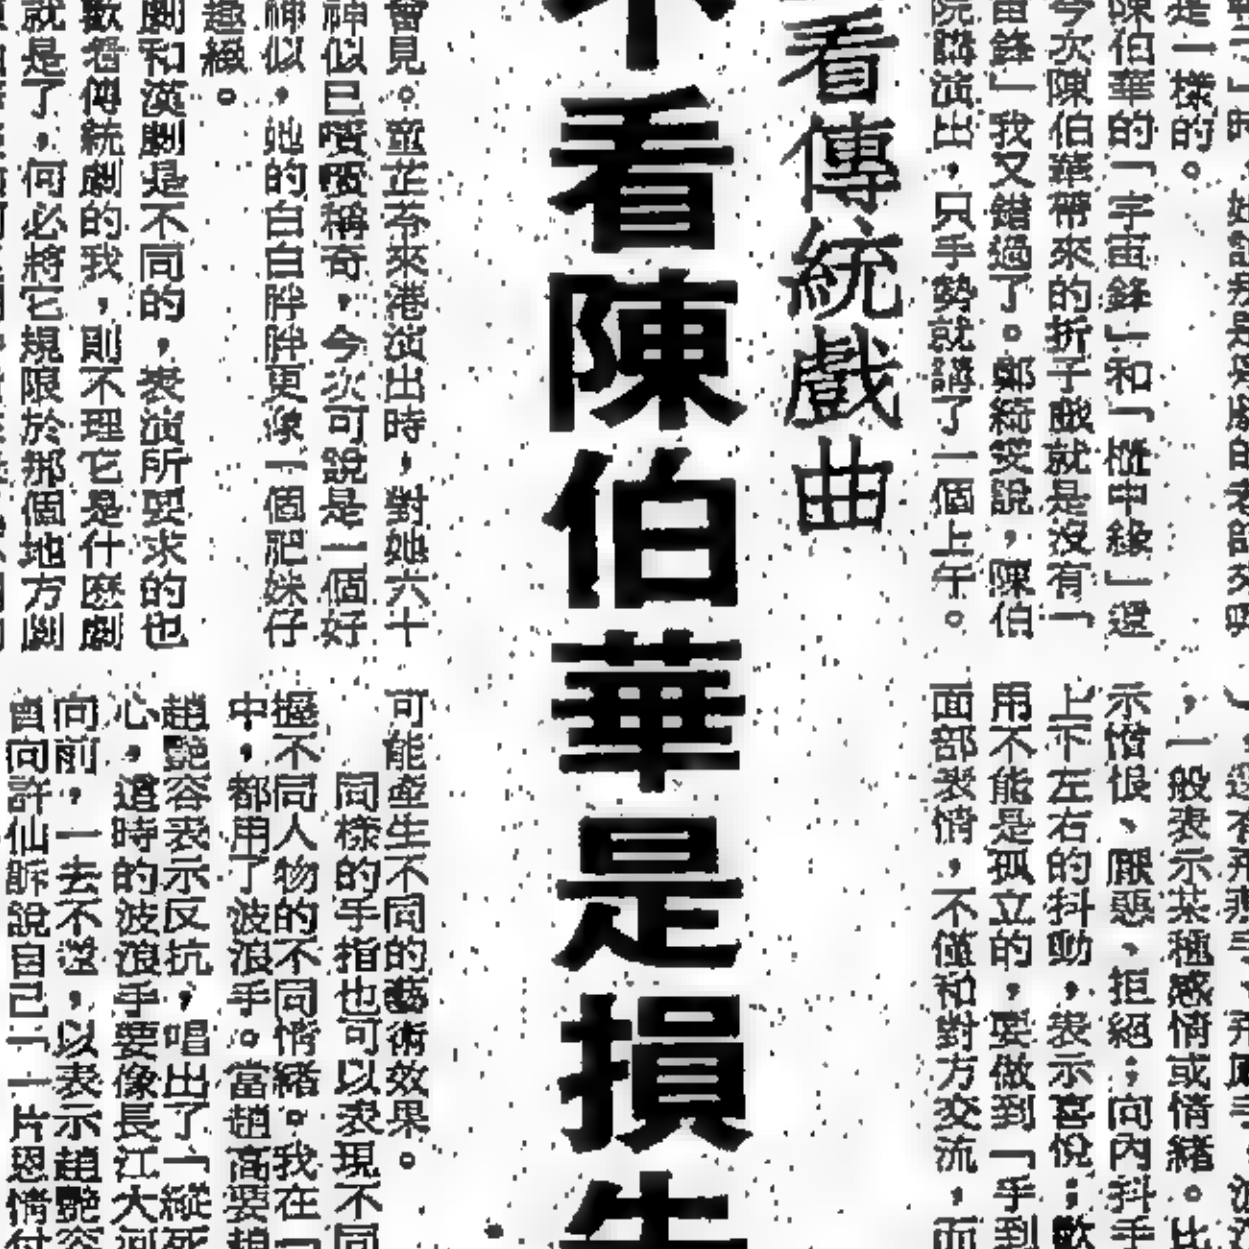 是一樣的。
陳伯華的「宇宙鋒」和「櫃中緣」還
今次陳伯華帶來的折子戲就是沒有一
宙鋒」我又錯過了。鄭綺雯說，陳伯
院講演出，只手勢就講了一個上午。
，一般表示某種感情或情緒。比
示憎恨、厭惡、拒絕；向內抖手
上下左右的抖動，表示喜悅；歡
用不能是孤立的，要做到「手到
面部表情，不僅和對方交流，而
看傳統戲曲
不看陳伯華是損失
會見。童芷苓來港演出時，對她六十
神似已嘖嘖稱奇，今次可說是一個好
神似，她的白白胖胖更像一個肥妹仔
趣緻。
劇和漢劇是不同的，表演所要求的也
歡看傳統劇的我，則不理它是什麼劇
就是了，何必將它規限於那個地方劇
可能產生不同的藝術效果。
同樣的手指也可以表現不同
握不同人物的不同情緒。我在「
中，都用了波浪手。當趙高要趙
趙艷容表示反抗，唱出了「縱死
心，這時的波浪手要像長江大河
向前，一去不返，以表示趙艷容
曾向許仙訴說自己「一片恩情付